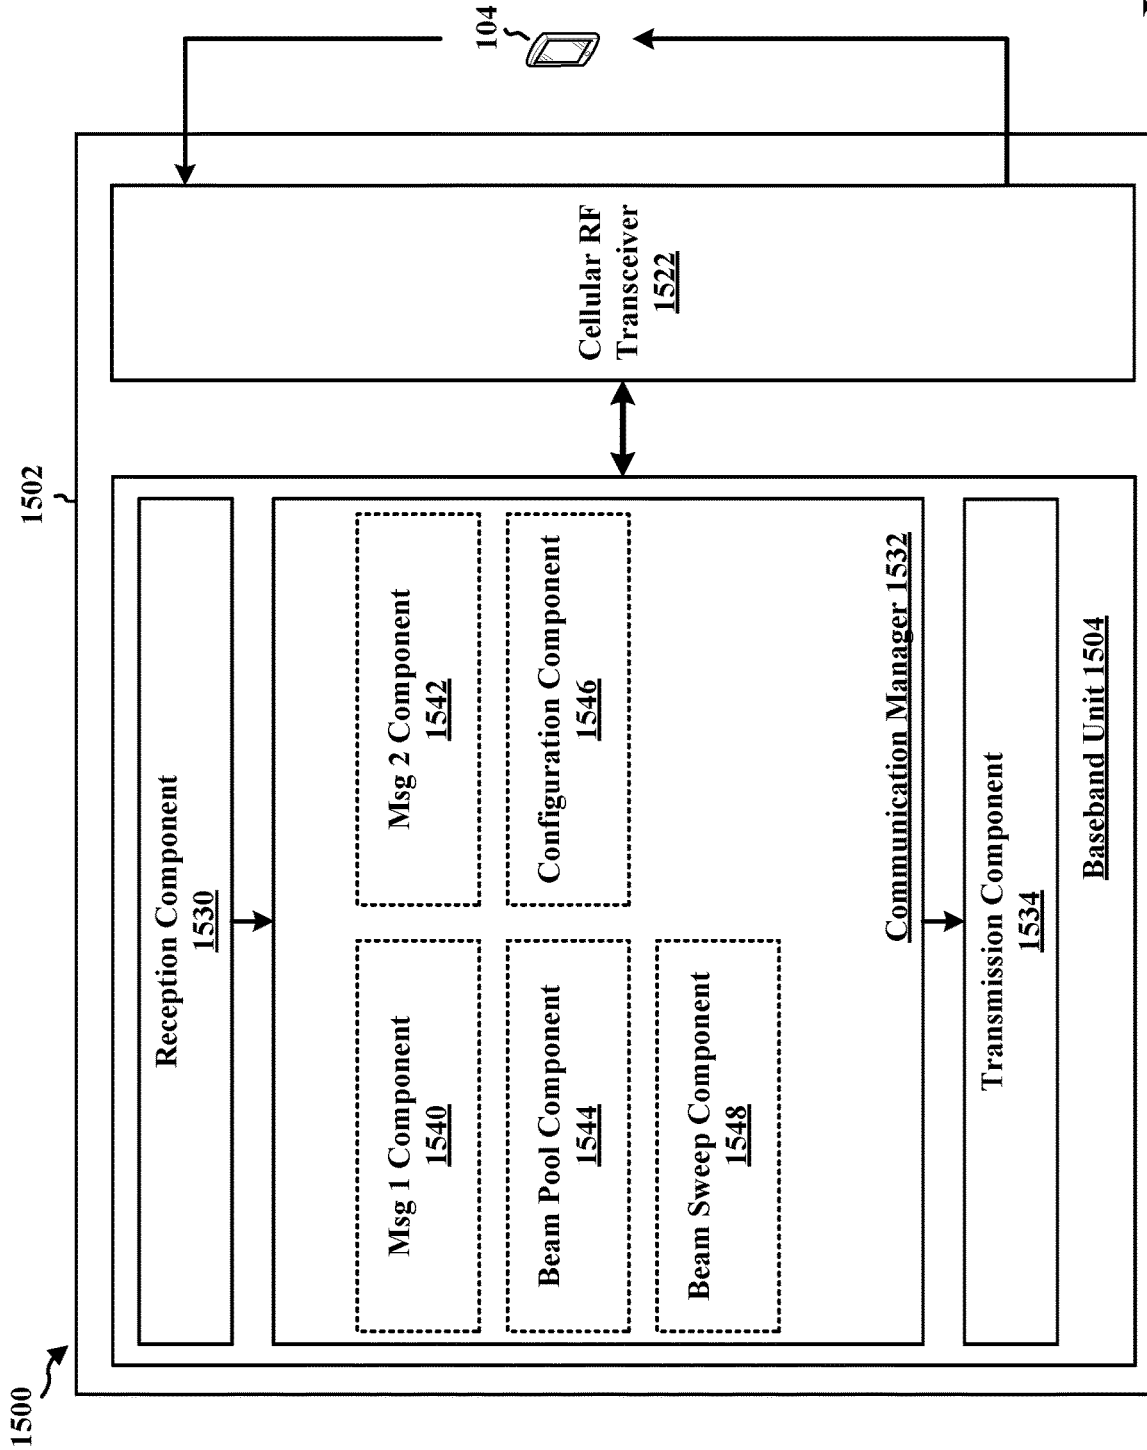 1500
1502
Reception Component
1530
Msg 1 Component
1540
Msg 2 Component
1542
Beam Pool Component
1544
Configuration Component
1546
Beam Sweep Component
1548
Communication Manager 1532
Transmission Component
1534
Baseband Unit 1504
Cellular RF
Transceiver
1522
104